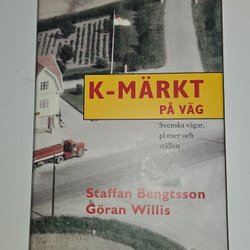 K-MÄRKT
PÅ VÄG
Svenska vägar,
platser och
ställen
Staffan Bengtsson
Göran Willis